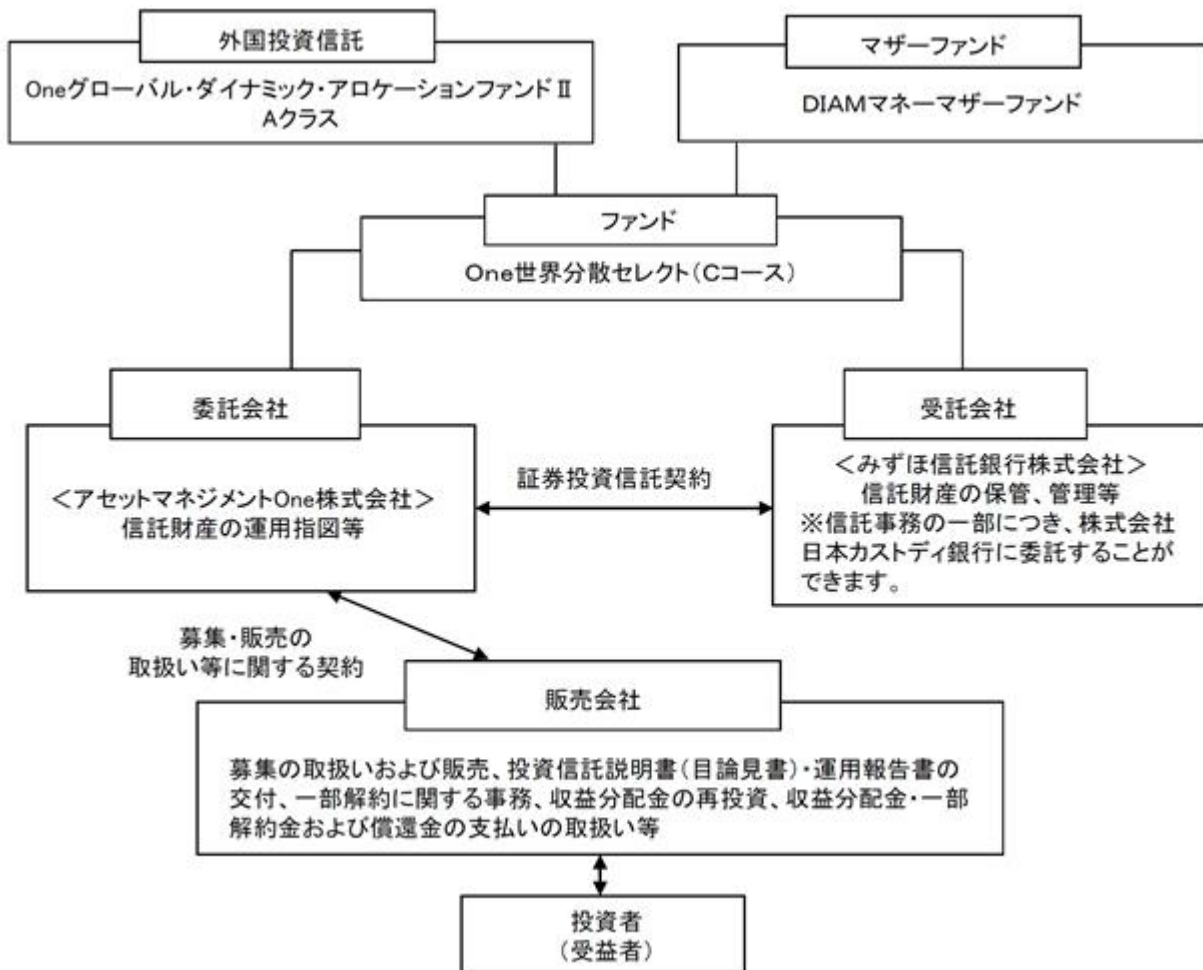 外国投資信託
Oneグローバル・ダイナミック・アロケーションファンドⅡ
Aクラス
マザーファンド
DIAMマネーマザーファンド
ファンド
One世界分散セレクト(Cコース)
委託会社
<アセットマネジメントOne株式会社>
信託財産の運用指図等
証券投資信託契約
受託会社
<みずほ信託銀行株式会社>
信託財産の保管、管理等
※信託事務の一部につき、株式会社
日本カストディ銀行に委託することが
できます。
募集・販売の
取扱い等に関する契約
販売会社
募集の取扱いおよび販売、投資信託説明書(目論見書)・運用報告書の
交付、一部解約に関する事務、収益分配金の再投資、収益分配金・一部
解約金および償還金の支払いの取扱い等
投資者
(受益者)